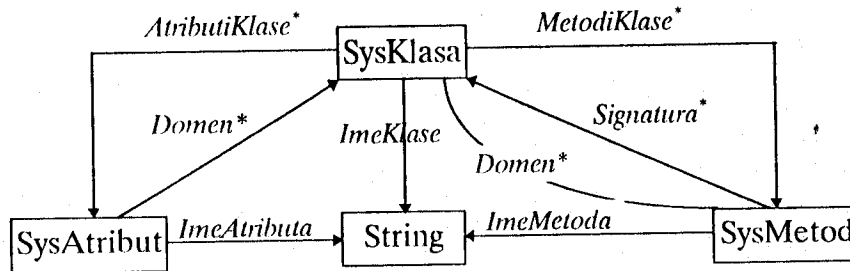 AtributiKlase*
MetodiKlase*
SysKlasa
Domen*
ImeKlase
Signatura*
Domen*
SysAtribut
ImeAtributa
String
ImeMetoda
SysMetod